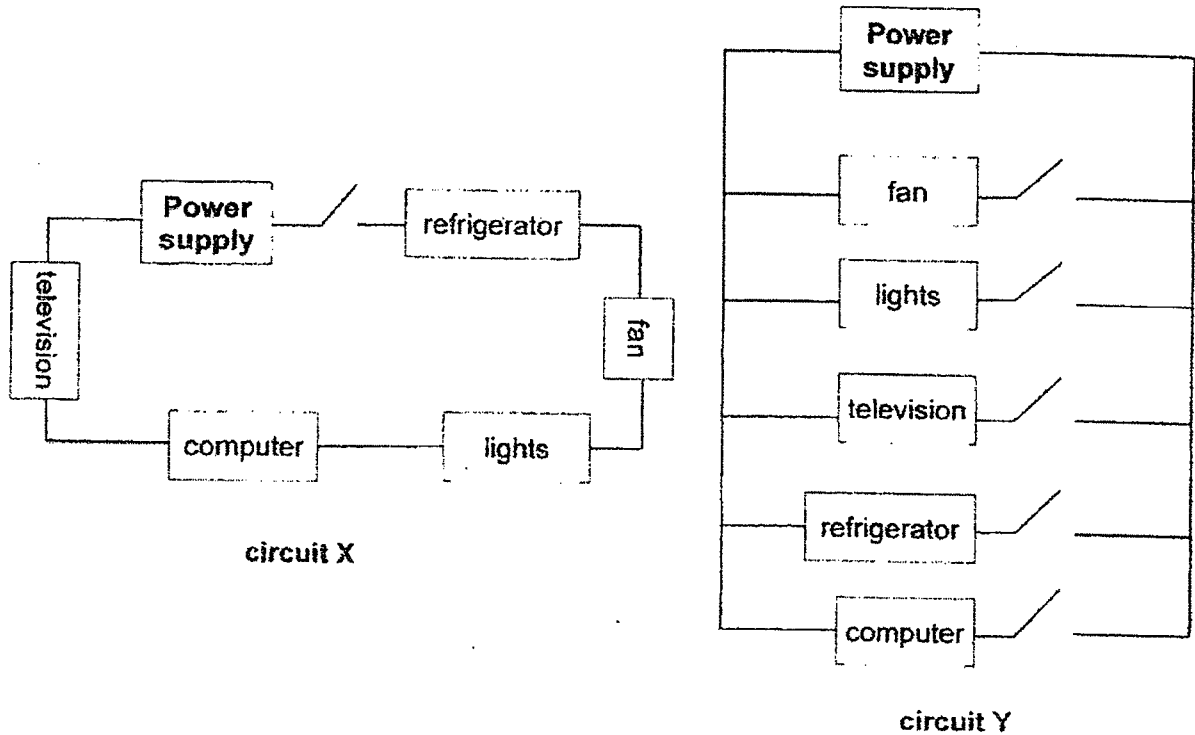 Power
supply
refrigerator
television
fan
computer
lights
circuit X
Power
supply
fan
lights
television
refrigerator
computer
circuit Y